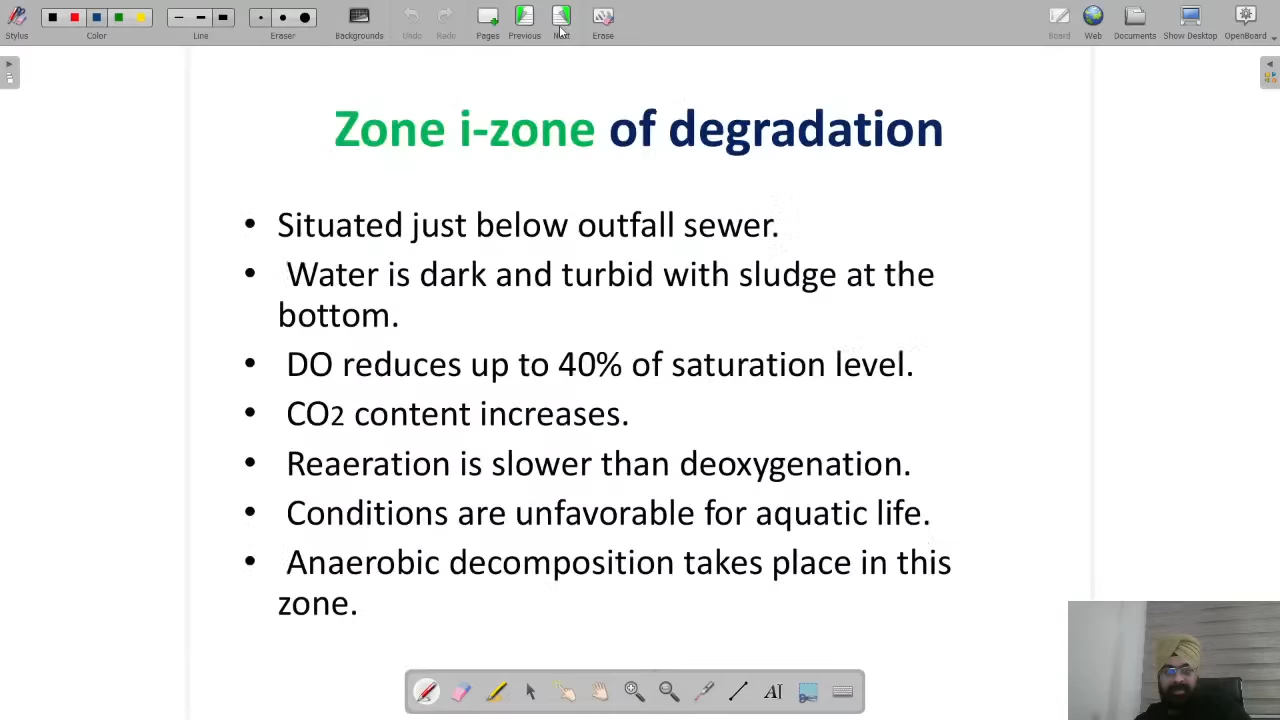 Stylus
Color
Line
Eraser
Backgrounds
Undo
Redo
Pages
Previous
Next
Erase
Board
Web
Documents
Show Desktop
OpenBoard
Zone i-zone of degradation
• Situated just below outfall sewer.
• Water is dark and turbid with sludge at the
bottom.
• DO reduces up to 40% of saturation level.
• CO2 content increases.
• Reaeration is slower than deoxygenation.
• Conditions are unfavorable for aquatic life.
• Anaerobic decomposition takes place in this
zone.
AI